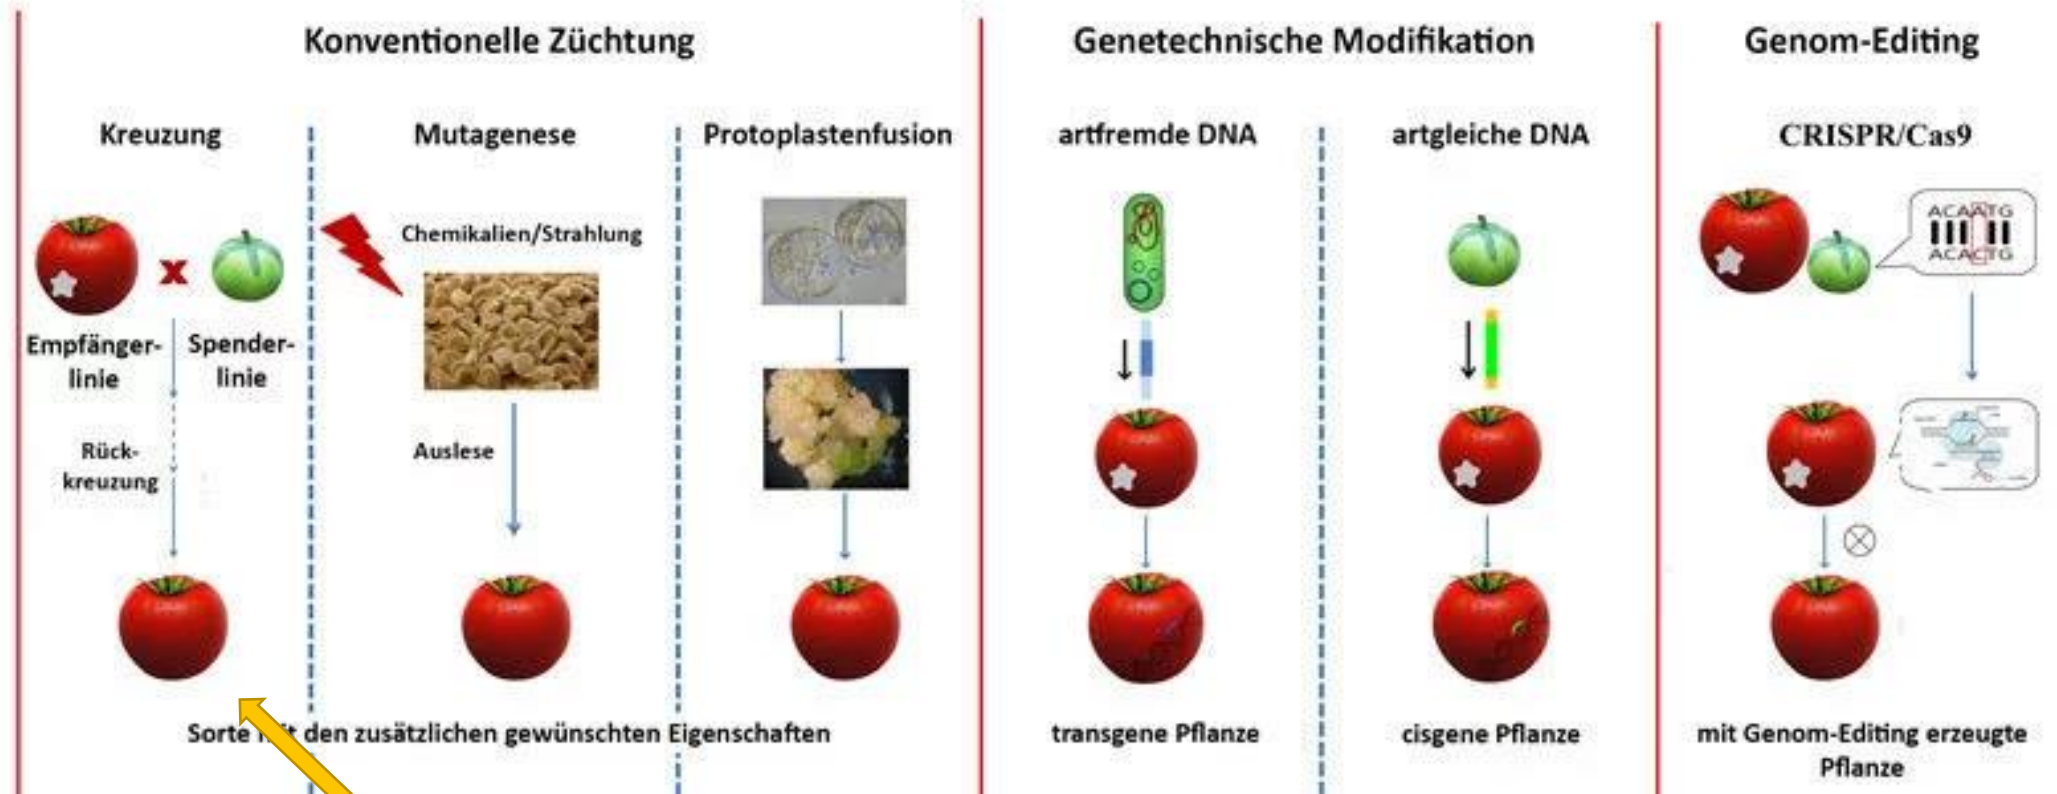 Konventionelle Züchtung
Kreuzung
Empfänger-
linie
Spender-
linie
Rück-
kreuzung
Mutagenese
Chemikalien/Strahlung
Auslese
Protoplastenfusion
Sorte den zusätzlichen gewünschten Eigenschaften
Genetechnische Modifikation
artfremde DNA
transgene Pflanze
artgleiche DNA
cisgene Pflanze
Genom-Editing
CRISPR/Cas9
ACAATG
ACACTG
mit Genom-Editing erzeugte
Pflanze